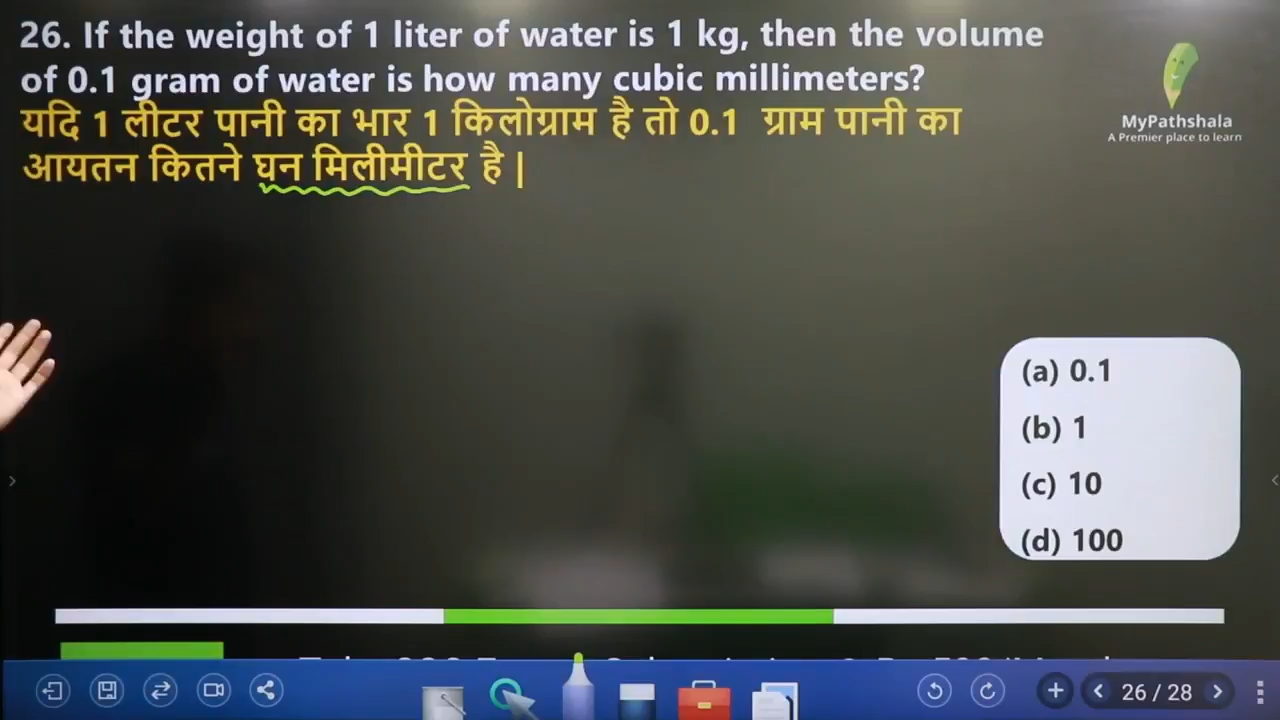 26. If the weight of 1 liter of water is 1 kg, then the volume
of 0.1 gram of water is how many cubic millimeters?
यदि 1 लीटर पानी का भार 1 किलोग्राम है तो 0.1 ग्राम पानी का
आयतन कितने घन मिलीमीटर है |
MyPathshala
A Premier place to learn
(a) 0.1
(b) 1
(c) 10
(d) 100
26 / 28